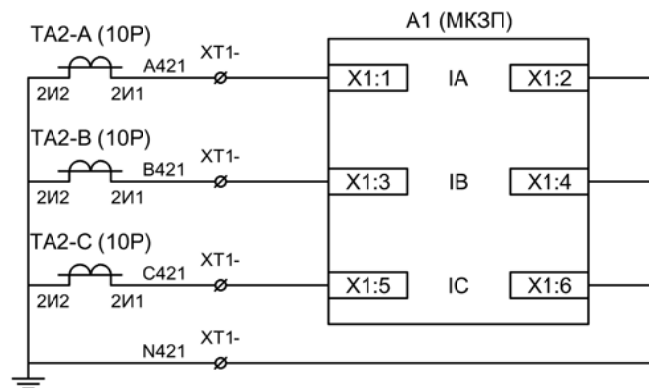 A1 (МКЗП)
TA2-A (10P)
A421
XT1-
2И2
2И1
X1:1
IA
X1:2
TA2-B (10P)
B421
XT1-
2И2
2И1
X1:3
IB
X1:4
TA2-C (10P)
C421
XT1-
2И2
2И1
X1:5
IC
X1:6
N421
XT1-